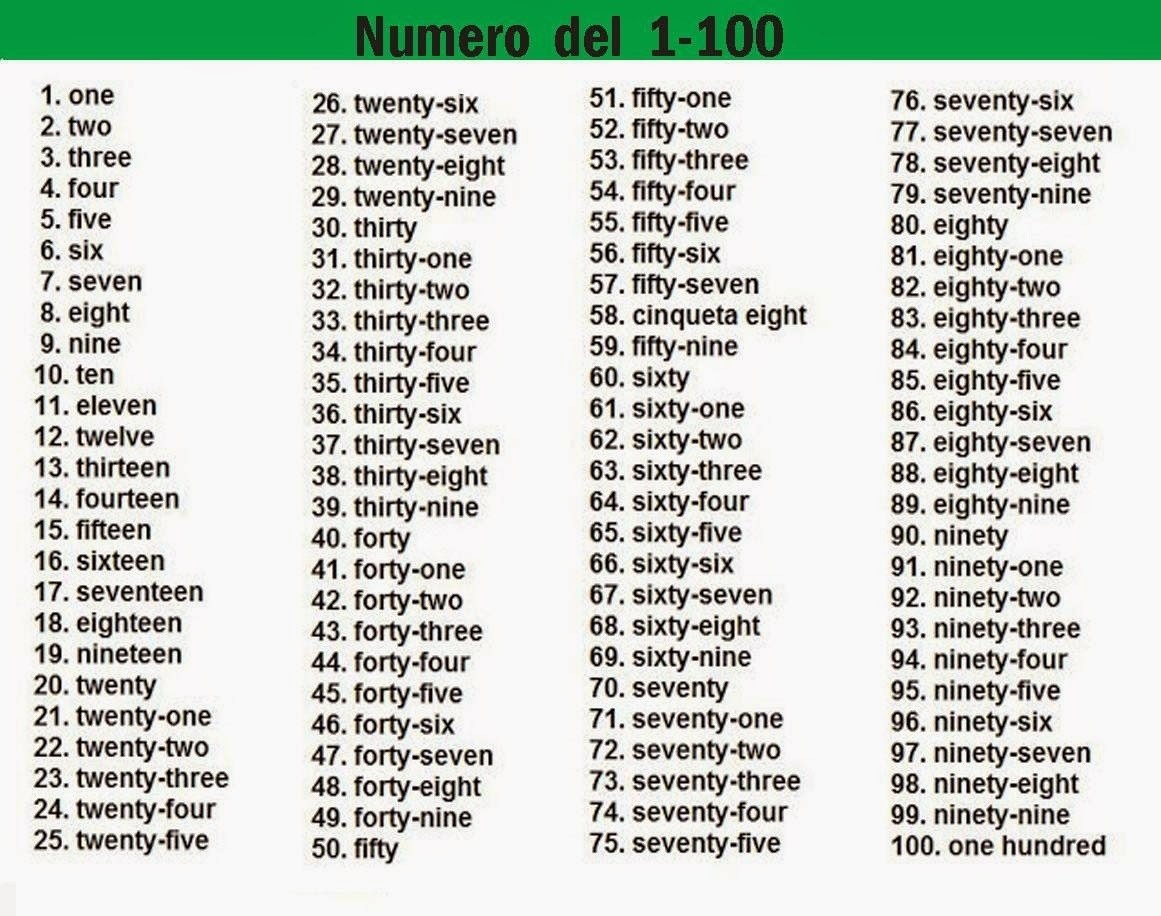 Numero del 1-100
1. one
2. two
3. three
4. four
5. five
6. six
7. seven
8. eight
9. nine
10. ten
11. eleven
12. twelve
13. thirteen
14. fourteen
15. fifteen
16. sixteen
17. seventeen
18. eighteen
19. nineteen
20. twenty
21. twenty-one
22. twenty-two
23. twenty-three
24. twenty-four
25. twenty-five
26. twenty-six
27. twenty-seven
28. twenty-eight
29. twenty-nine
30. thirty
31. thirty-one
32. thirty-two
33. thirty-three
34. thirty-four
35. thirty-five
36. thirty-six
37. thirty-seven
38. thirty-eight
39. thirty-nine
40. forty
41. forty-one
42. forty-two
43. forty-three
44. forty-four
45. forty-five
46. forty-six
47. forty-seven
48. forty-eight
49. forty-nine
50. fifty
51. fifty-one
52. fifty-two
53. fifty-three
54. fifty-four
55. fifty-five
56. fifty-six
57. fifty-seven
58. cinqueta eight
59. fifty-nine
60. sixty
61. sixty-one
62. sixty-two
63. sixty-three
64. sixty-four
65. sixty-five
66. sixty-six
67. sixty-seven
68. sixty-eight
69. sixty-nine
70. seventy
71. seventy-one
72. seventy-two
73. seventy-three
74. seventy-four
75. seventy-five
76. seventy-six
77. seventy-seven
78. seventy-eight
79. seventy-nine
80. eighty
81. eighty-one
82. eighty-two
83. eighty-three
84. eighty-four
85. eighty-five
86. eighty-six
87. eighty-seven
88. eighty-eight
89. eighty-nine
90. ninety
91. ninety-one
92. ninety-two
93. ninety-three
94. ninety-four
95. ninety-five
96. ninety-six
97. ninety-seven
98. ninety-eight
99. ninety-nine
100. one hundred